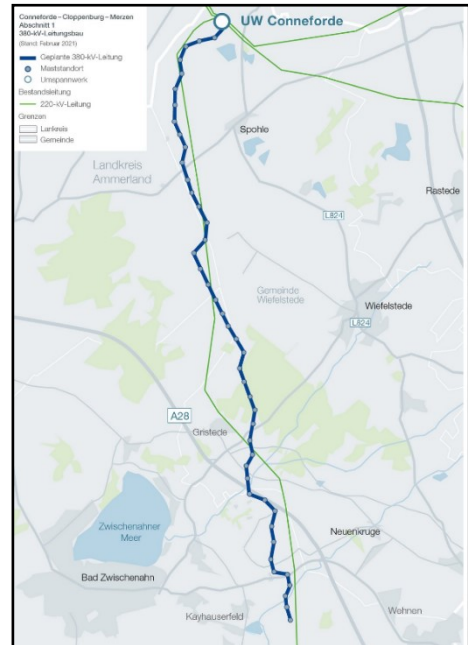 Conneforde – Cloppenburg – Merzen
Abschnitt 1
380-kV-Leitungsbau
(Stand: Februar 2021)
Geplante 380-kV-Leitung
Maststandort
Umspannwerk
Bestandsleitung
220-kV-Leitung
Grenzen
Lankreis
Gemeinde
UW Conneforde
Spohle
Landkreis
Ammerland
Rastede
L824
Gemeinde
Wiefelstede
Wiefelstede
L824
A28
Gristede
Zwischenahner
Meer
Neuenkruge
Bad Zwischenahn
Kayhauserfeld
Wehnen